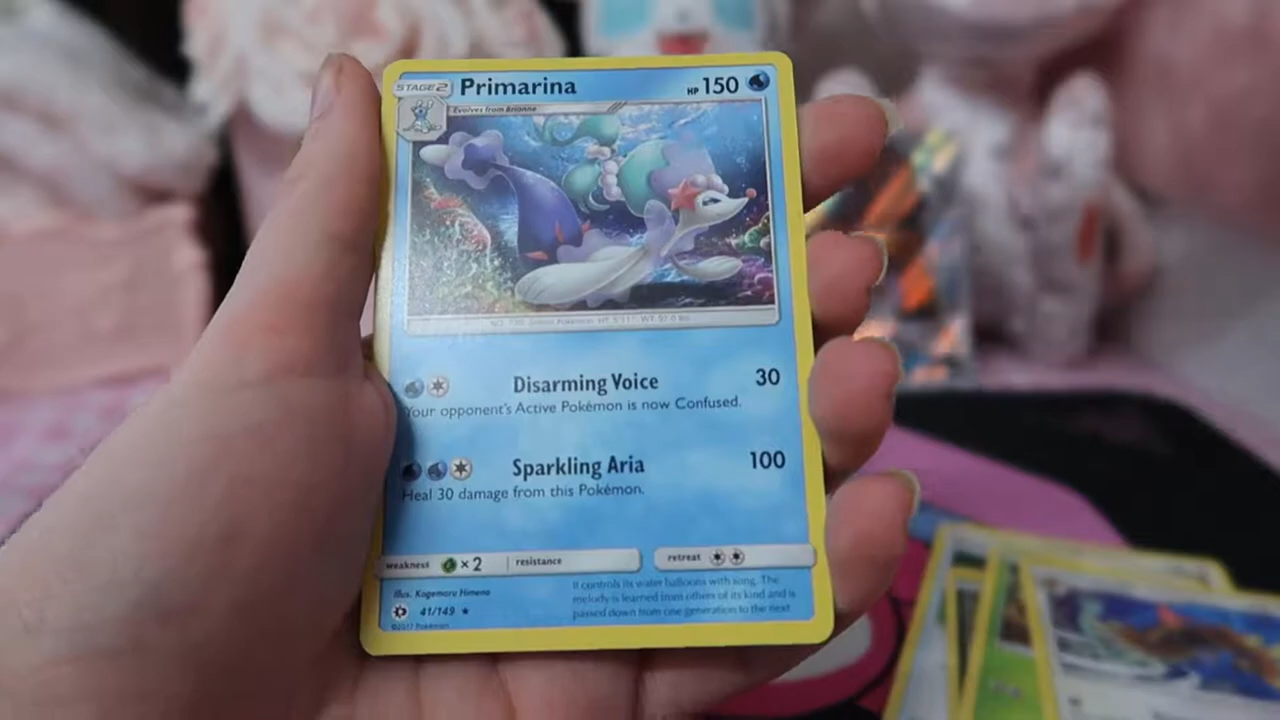 STAGE 2 Primarina HP 150
Evolves from Brionne
Disarming Voice 30
Your opponent's Active Pokémon is now Confused.
Sparkling Aria 100
Heal 30 damage from this Pokémon.
weakness ×2 resistance retreat
It controls its water balloons with song. The
melody is learned from others of its kind and is
passed down from one generation to the next
Illus. Kagemaru Himeno
41/149
©2017 Pokémon